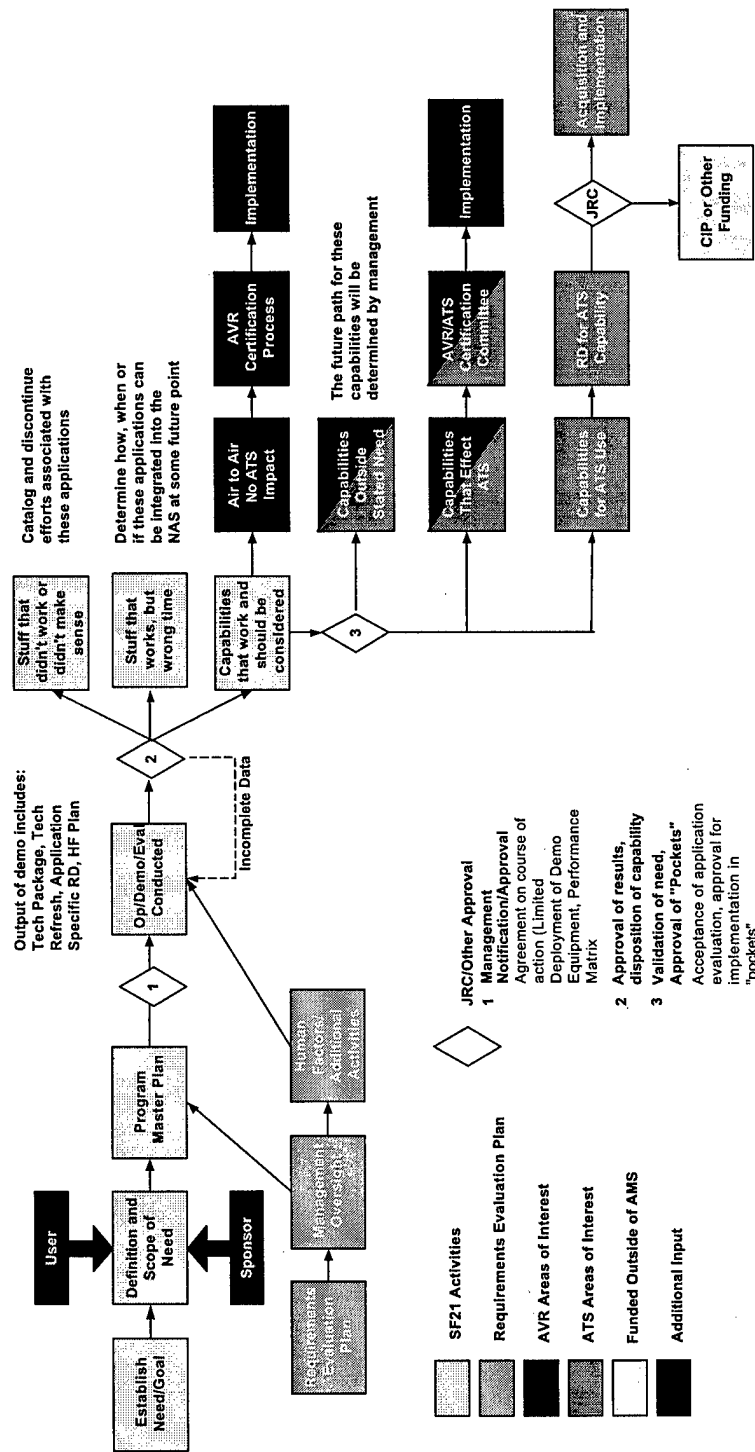 User
Establish
Need/Goal
Definition and
Scope of
Need
Sponsor
Program
Master Plan
1
Output of demo includes:
Tech Package, Tech
Refresh, Application
Specific RD, HF Plan
Op/Demo/Eval
Conducted
2
Incomplete Data
Requirements
Evaluation
Plan
Management
Oversight
Human
Factors/
Additional
Activities
Stuff that
didn't work or
didn't make
sense
Catalog and discontinue
efforts associated with
these applications
Stuff that
works, but
wrong time
Determine how, when or
if these applications can
be integrated into the
NAS at some future point
Capabilities
that work and
should be
considered
3
Air to Air
No ATS
Impact
AVR
Certification
Process
Implementation
Capabilities
Outside
Stated Need
The future path for these
capabilities will be
determined by management
Capabilities
That Effect
ATS
AVR/ATS
Certification
Committee
Implementation
Capabilities
for ATS Use
RD for ATS
Capability
JRC
Acquisition and
Implementation
CIP or Other
Funding
SF21 Activities
Requirements Evaluation Plan
AVR Areas of Interest
ATS Areas of Interest
Funded Outside of AMS
Additional Input
JRC/Other Approval
1 Management
Notification/Approval
Agreement on course of
action (Limited
Deployment of Demo
Equipment, Performance
Matrix
2 Approval of results,
disposition of capability
3 Validation of need,
Approval of "Pockets"
Acceptance of application
evaluation, approval for
implementation in
"pockets"